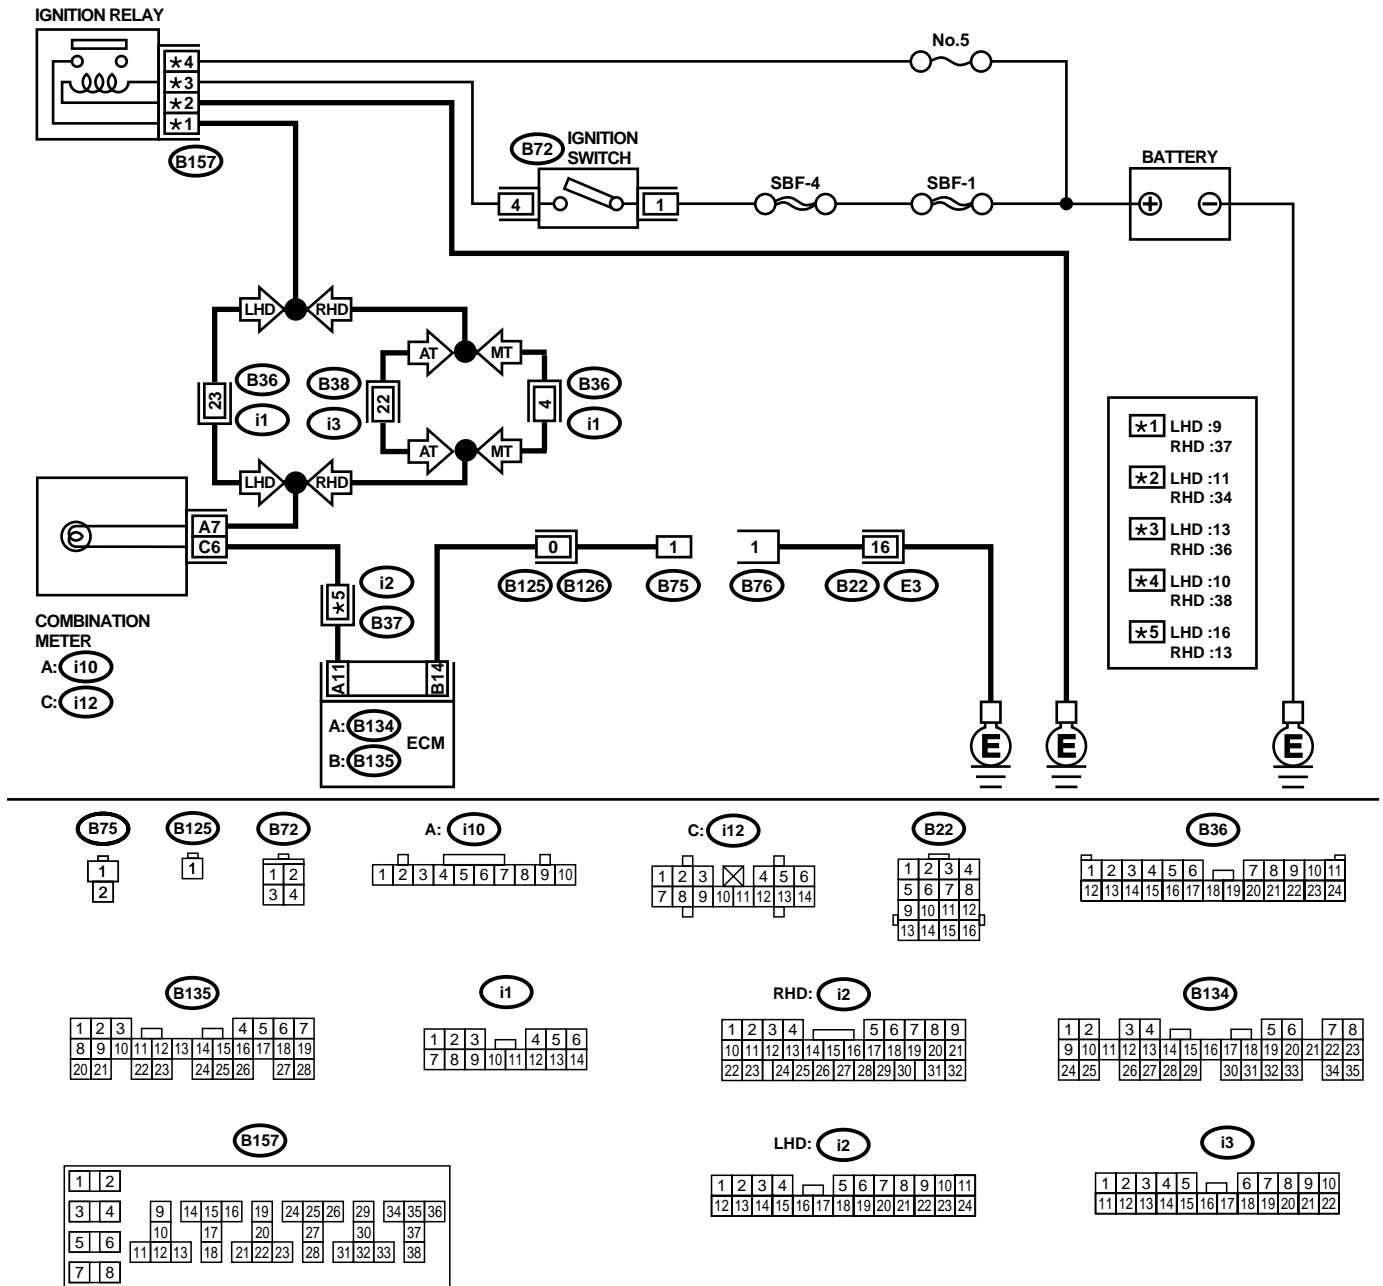 IGNITION RELAY
*4
*3
*2
*1
B157
No.5
B72
IGNITION
SWITCH
4
1
SBF-4
SBF-1
BATTERY
+
−
LHD RHD
AT MT
23
B36
i1
B38
i3
22
4
B36
i1
AT MT
LHD RHD
A7
C6
COMBINATION
METER
A: i10
C: i12
*5
i2
B37
0
B125 B126
1
B75
1
B76
16
B22 E3
A11
B14
A: B134
B: B135
ECM
E E E
*1 LHD :9
RHD :37
*2 LHD :11
RHD :34
*3 LHD :13
RHD :36
*4 LHD :10
RHD :38
*5 LHD :16
RHD :13
B75
1
2
B125
1
B72
1 2
3 4
A: i10
1 2 3 4 5 6 7 8 9 10
C: i12
1 2 3 4 5 6
7 8 9 10 11 12 13 14
B22
1 2 3 4
5 6 7 8
9 10 11 12
13 14 15 16
B36
1 2 3 4 5 6 7 8 9 10 11
12 13 14 15 16 17 18 19 20 21 22 23 24
B135
1 2 3 4 5 6 7
8 9 10 11 12 13 14 15 16 17 18 19
20 21 22 23 24 25 26 27 28
i1
1 2 3 4 5 6
7 8 9 10 11 12 13 14
RHD: i2
1 2 3 4 5 6 7 8 9
10 11 12 13 14 15 16 17 18 19 20 21
22 23 24 25 26 27 28 29 30 31 32
B134
1 2 3 4 5 6 7 8
9 10 11 12 13 14 15 16 17 18 19 20 21 22 23
24 25 26 27 28 29 30 31 32 33 34 35
B157
1 2
3 4 9 14 15 16 19 24 25 26 29 34 35 36
10 17 20 27 30 37
5 6 11 12 13 18 21 22 23 28 31 32 33 38
7 8
LHD: i2
1 2 3 4 5 6 7 8 9 10 11
12 13 14 15 16 17 18 19 20 21 22 23 24
i3
1 2 3 4 5 6 7 8 9 10
11 12 13 14 15 16 17 18 19 20 21 22